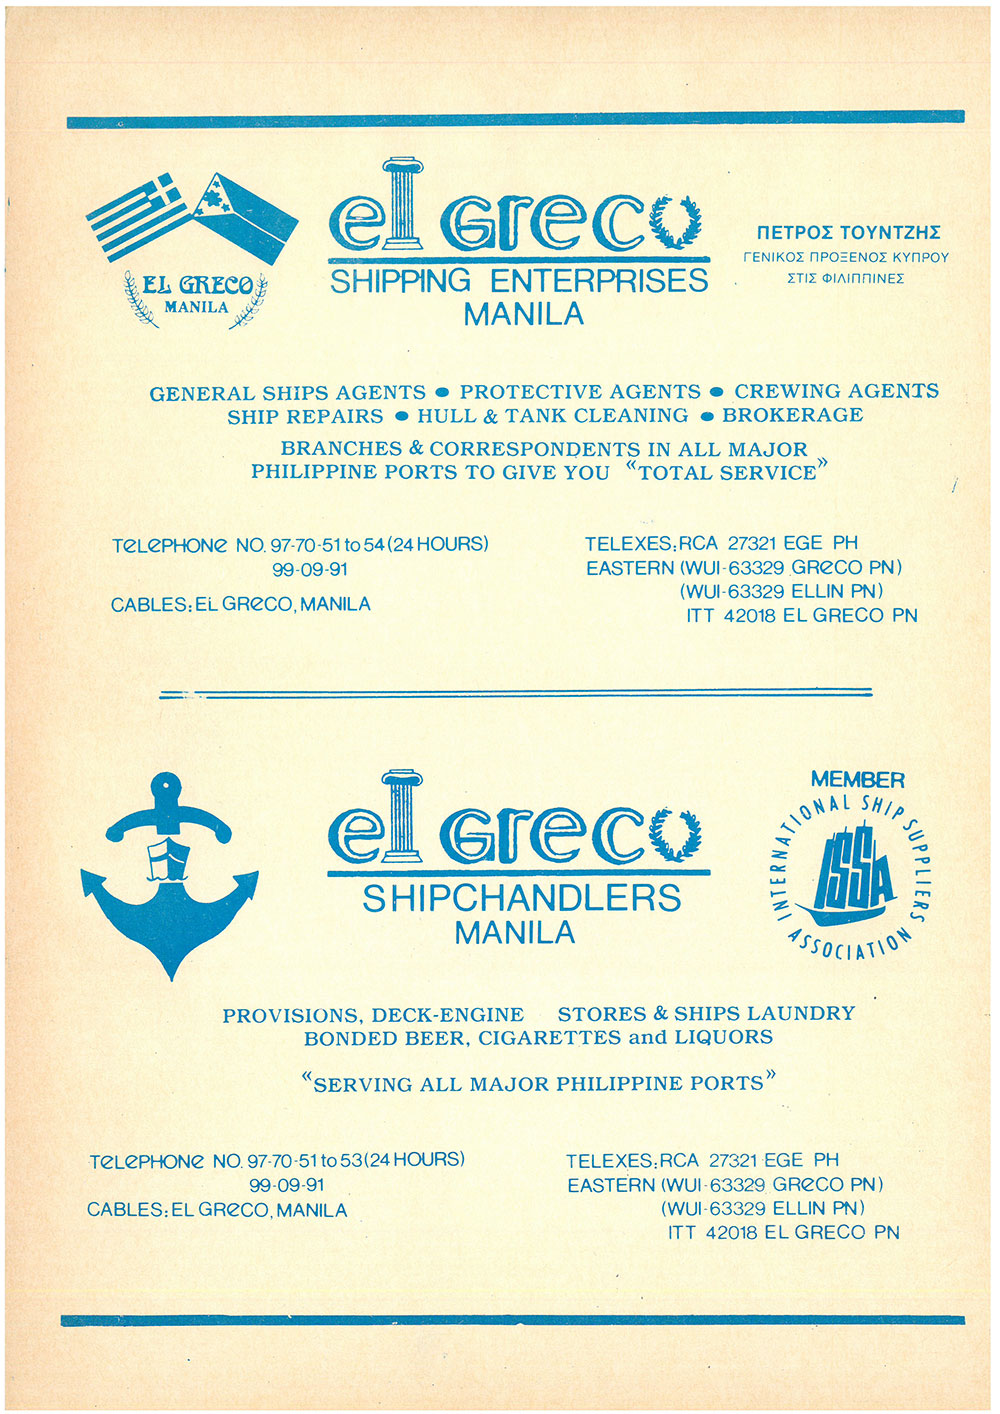 el Greco
SHIPPING ENTERPRISES
MANILA
EL GRECO
MANILA
ΠΕΤΡΟΣ ΤΟΥΝΤΖΗΣ
ΓΕΝΙΚΟΣ ΠΡΟΞΕΝΟΣ ΚΥΠΡΟΥ
ΣΤΙΣ ΦΙΛΙΠΠΙΝΕΣ
GENERAL SHIPS AGENTS ● PROTECTIVE AGENTS ● CREWING AGENTS
SHIP REPAIRS ● HULL & TANK CLEANING ● BROKERAGE
BRANCHES & CORRESPONDENTS IN ALL MAJOR
PHILIPPINE PORTS TO GIVE YOU «TOTAL SERVICE»
TELEPHONE NO. 97-70-51 to 54 (24 HOURS)
99-09-91
CABLES: EL GRECO, MANILA
TELEXES: RCA 27321 EGE PH
EASTERN (WUI-63329 GRECO PN)
(WUI-63329 ELLIN PN)
ITT 42018 EL GRECO PN
el Greco
SHIPCHANDLERS
MANILA
MEMBER
INTERNATIONAL SHIP SUPPLIERS
ASSOCIATION
ISSA
PROVISIONS, DECK-ENGINE STORES & SHIPS LAUNDRY
BONDED BEER, CIGARETTES and LIQUORS
«SERVING ALL MAJOR PHILIPPINE PORTS»
TELEPHONE NO. 97-70-51 to 53 (24 HOURS)
99-09-91
CABLES: EL GRECO, MANILA
TELEXES: RCA 27321 EGE PH
EASTERN (WUI-63329 GRECO PN)
(WUI-63329 ELLIN PN)
ITT 42018 EL GRECO PN